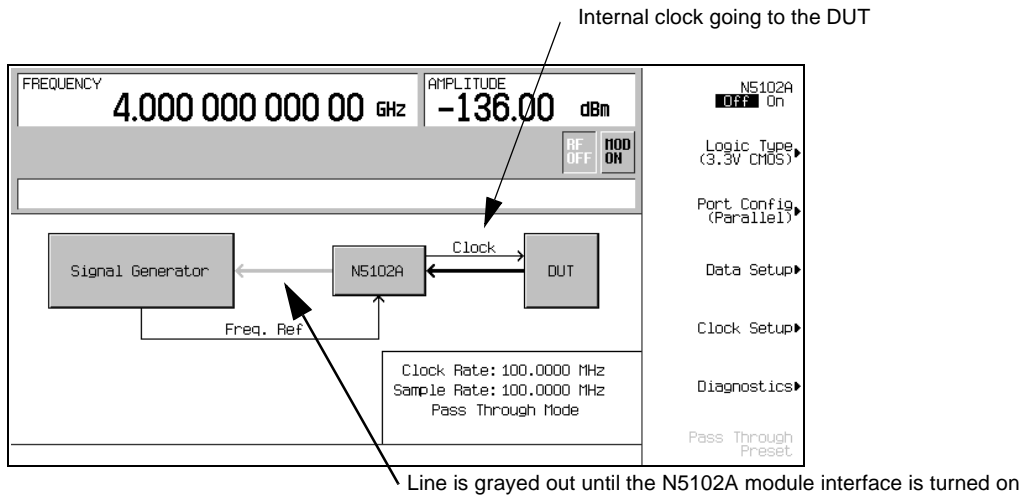 Internal clock going to the DUT
FREQUENCY
4.000 000 000 00 GHz
AMPLITUDE
-136.00 dBm
RF OFF
MOD ON
N5102A
Off On
Logic Type
(3.3V CMOS)
Port Config
(Parallel)
Data Setup
Clock Setup
Diagnostics
Pass Through
Preset
Signal Generator
N5102A
Clock
DUT
Freq. Ref
Clock Rate: 100.0000 MHz
Sample Rate: 100.0000 MHz
Pass Through Mode
Line is grayed out until the N5102A module interface is turned on